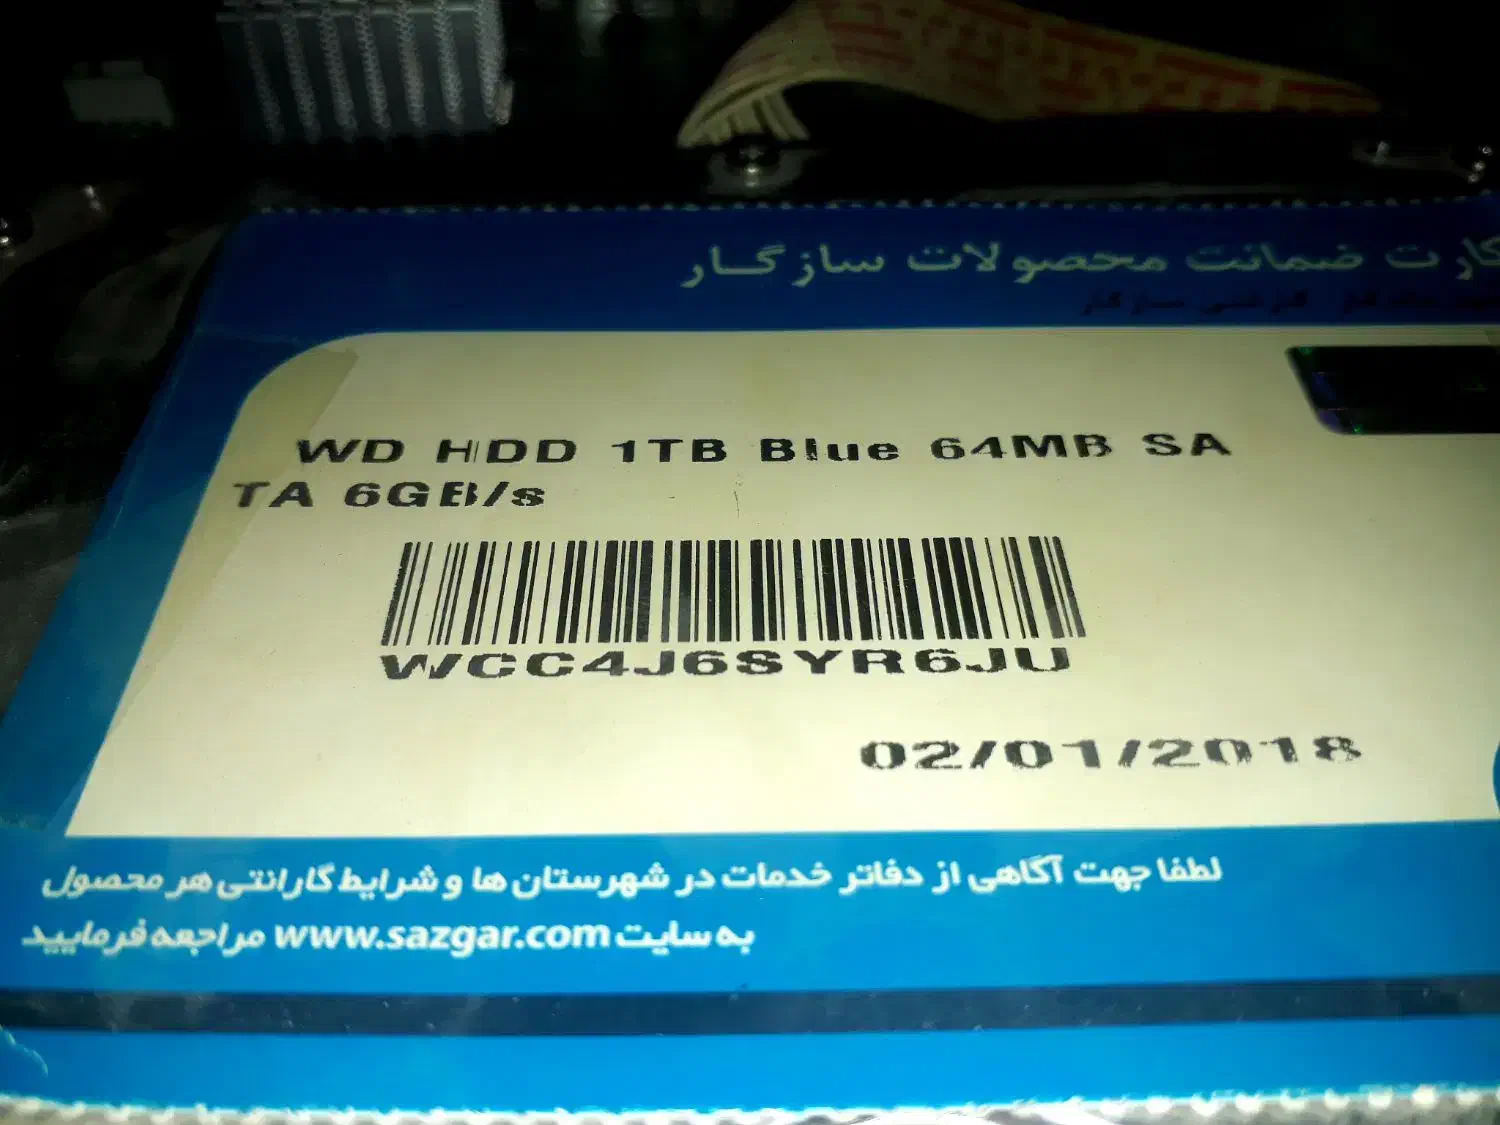 کارت ضمانت محصولات سازگار
WD HDD 1TB Blue 64MB SA
TA 6GB/s
WCC4J6SYR6JU
02/01/2018
لطفا جهت آگاهی از دفاتر خدمات در شهرستان ها و شرایط گارانتی هر محصول
به سایت www.sazgar.com مراجعه فرمایید